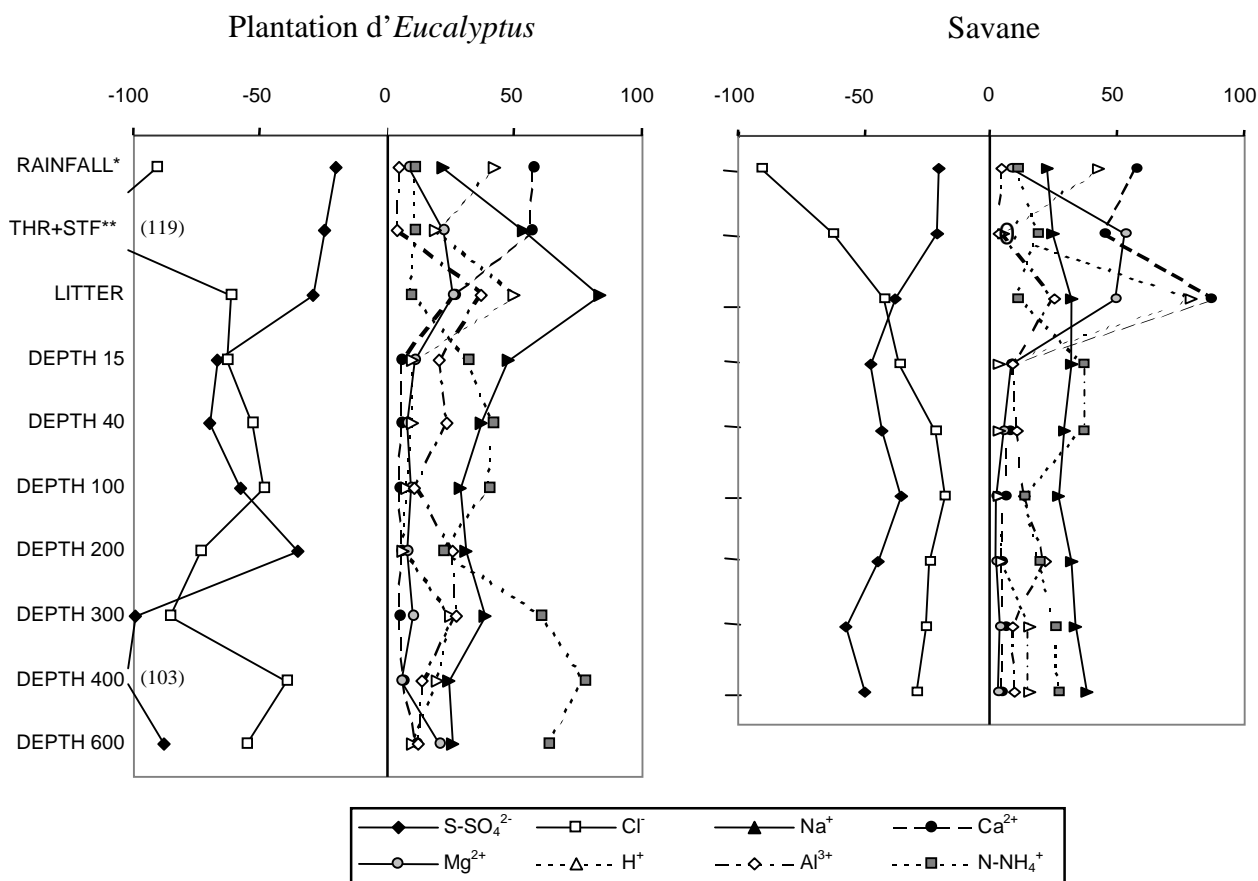 Plantation d'Eucalyptus Savane
-100 -50 0 50 100 -100 -50 0 50 100
RAINFALL*
THR+STF** (119)
LITTER
DEPTH 15
DEPTH 40
DEPTH 100
DEPTH 200
DEPTH 300
DEPTH 400 (103)
DEPTH 600
S-SO₄²⁻ Cl⁻ Na⁺ Ca²⁺
Mg²⁺ H⁺ Al³⁺ N-NH₄⁺